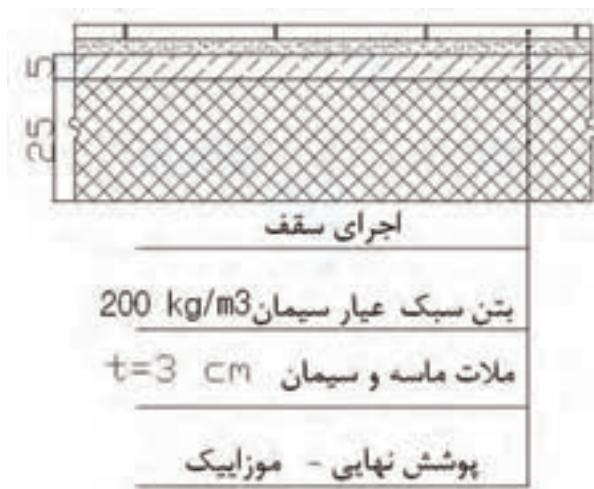 5
25
اجرای سقف
بتن سبک عیار سیمان 200 kg/m3
ملات ماسه و سیمان t=3 cm
پوشش نهایی - موزاییک